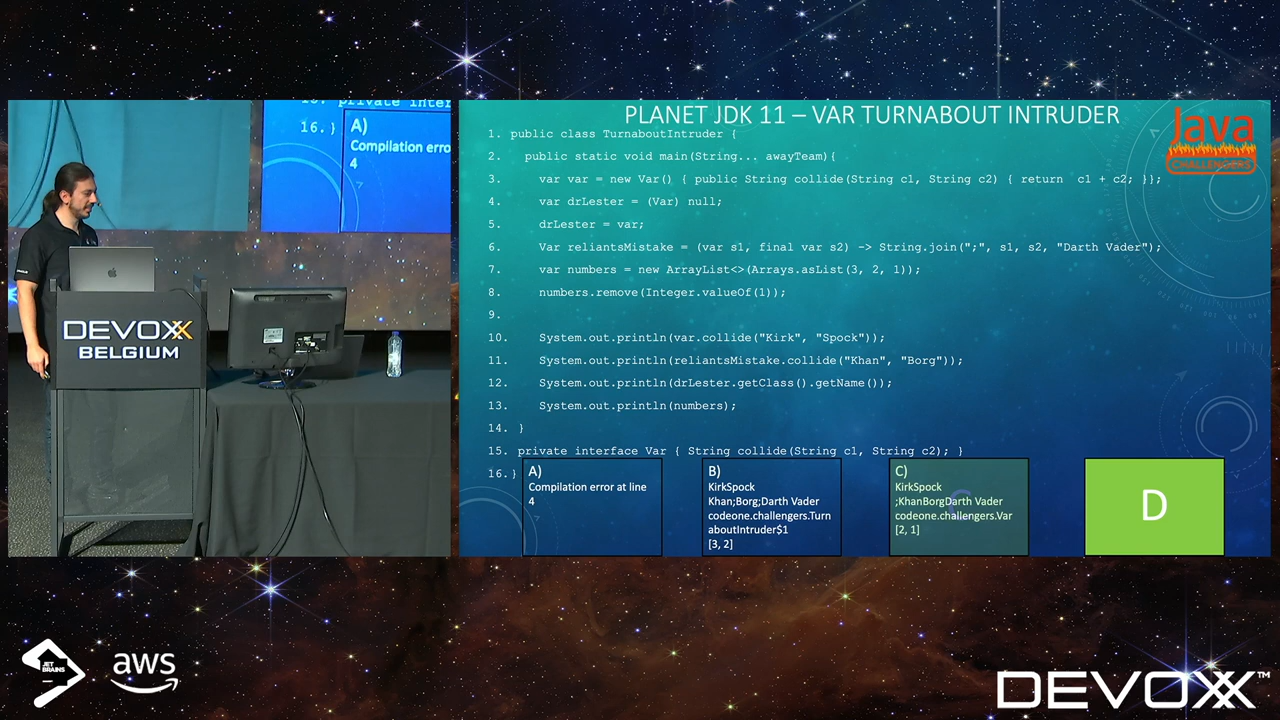 16.}
A)
Compilation erro
4
DEVOXX
BELGIUM
PLANET JDK 11 – VAR TURNABOUT INTRUDER
Java
CHALLENGERS
1. public class TurnaboutIntruder {
2. public static void main(String... awayTeam){
3. var var = new Var() { public String collide(String c1, String c2) { return c1 + c2; }};
4. var drLester = (Var) null;
5. drLester = var;
6. Var reliantsMistake = (var s1, final var s2) -> String.join(";", s1, s2, "Darth Vader");
7. var numbers = new ArrayList<>(Arrays.asList(3, 2, 1));
8. numbers.remove(Integer.valueOf(1));
9.
10. System.out.println(var.collide("Kirk", "Spock"));
11. System.out.println(reliantsMistake.collide("Khan", "Borg"));
12. System.out.println(drLester.getClass().getName());
13. System.out.println(numbers);
14. }
15. private interface Var { String collide(String c1, String c2); }
16.}
A)
Compilation error at line
4
B)
KirkSpock
Khan;Borg;Darth Vader
codeone.challengers.Turn
aboutIntruder$1
[3, 2]
C)
KirkSpock
;KhanBorgDarth Vader
codeone.challengers.Var
[2, 1]
D
JET
BRAINS
aws
DEVOXX™